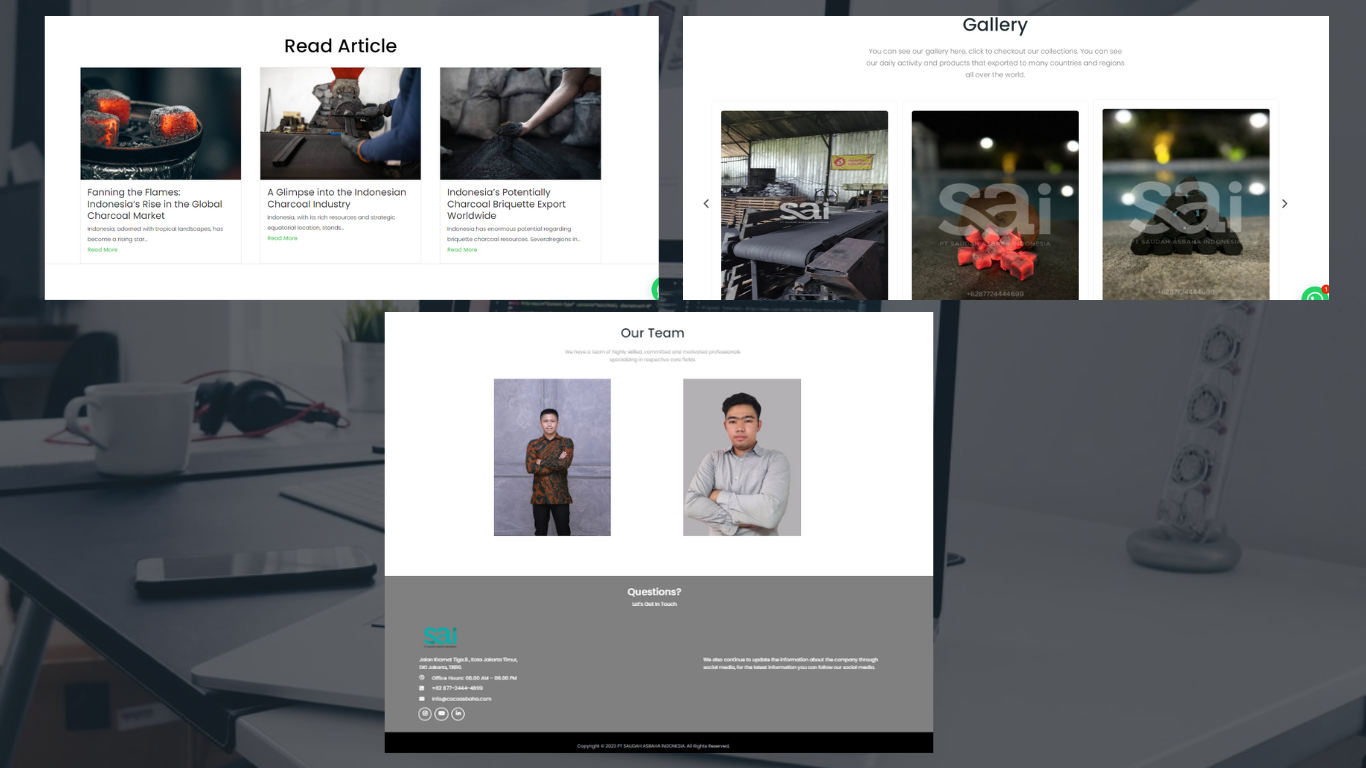 Read Article
Fanning the Flames:
Indonesia's Rise in the Global
Charcoal Market
Indonesia, adorned with tropical landscapes, has
become a rising star...
Read More
A Glimpse into the Indonesian
Charcoal Industry
Indonesia, with its rich resources and strategic
equatorial location, stands...
Read More
Indonesia's Potentially
Charcoal Briquette Export
Worldwide
Indonesia has enormous potential regarding
briquette charcoal resources. Severalregions in...
Read More
Gallery
You can see our gallery here, click to checkout our collections. You can see
our daily activity and products that exported to many countries and regions
all over the world.
sai
sai
PT SAUDAH ASBAHA INDONESIA
+6287724444699
sai
PT SAUDAH ASBAHA INDONESIA
+6287724444699
1
Our Team
We have a team of highly skilled, committed and motivated professionals
specializing in respective core fields.
Questions?
Let's Get In Touch
sai
Jalan Kramat Tiga.R., Kota Jakarta Timur,
DKI Jakarta, 13810.
Office Hours: 08.00 AM - 08.00 PM
+62 877-2444-4699
info@cocoasbaha.com
We also continue to update the information about the company through
social media, for the latest information you can follow our social media.
Copyright © 2023 PT SAUDAH ASBAHA INDONESIA. All Rights Reserved.